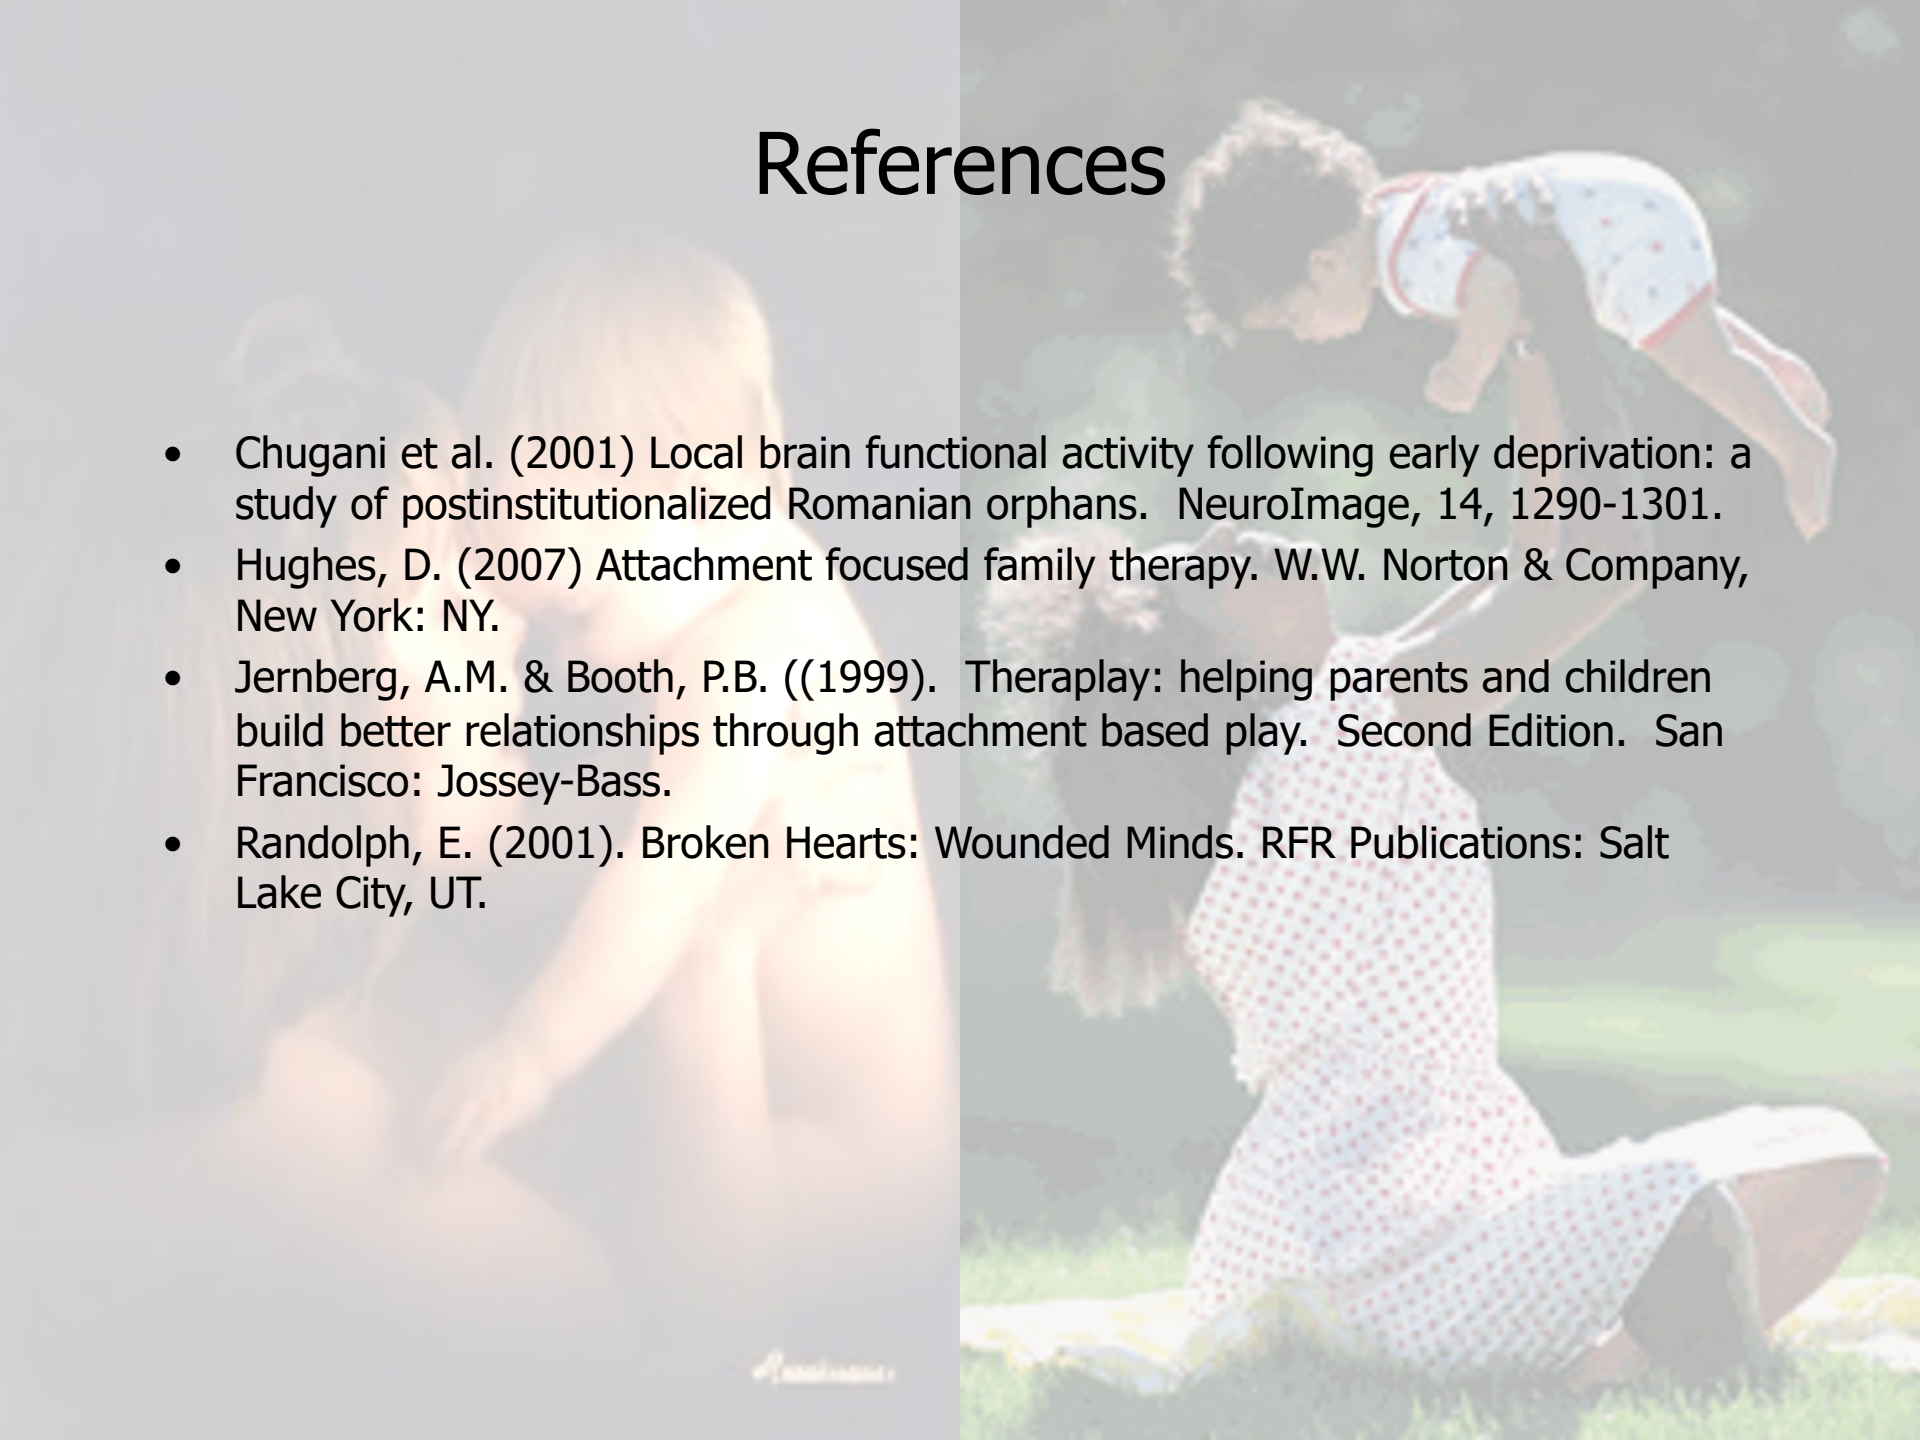 References
• Chugani et al. (2001) Local brain functional activity following early deprivation: a
study of postinstitutionalized Romanian orphans.  NeuroImage, 14, 1290-1301.
• Hughes, D. (2007) Attachment focused family therapy. W.W. Norton & Company,
New York: NY.
• Jernberg, A.M. & Booth, P.B. ((1999).  Theraplay: helping parents and children
build better relationships through attachment based play.  Second Edition.  San
Francisco: Jossey-Bass.
• Randolph, E. (2001). Broken Hearts: Wounded Minds. RFR Publications: Salt
Lake City, UT.